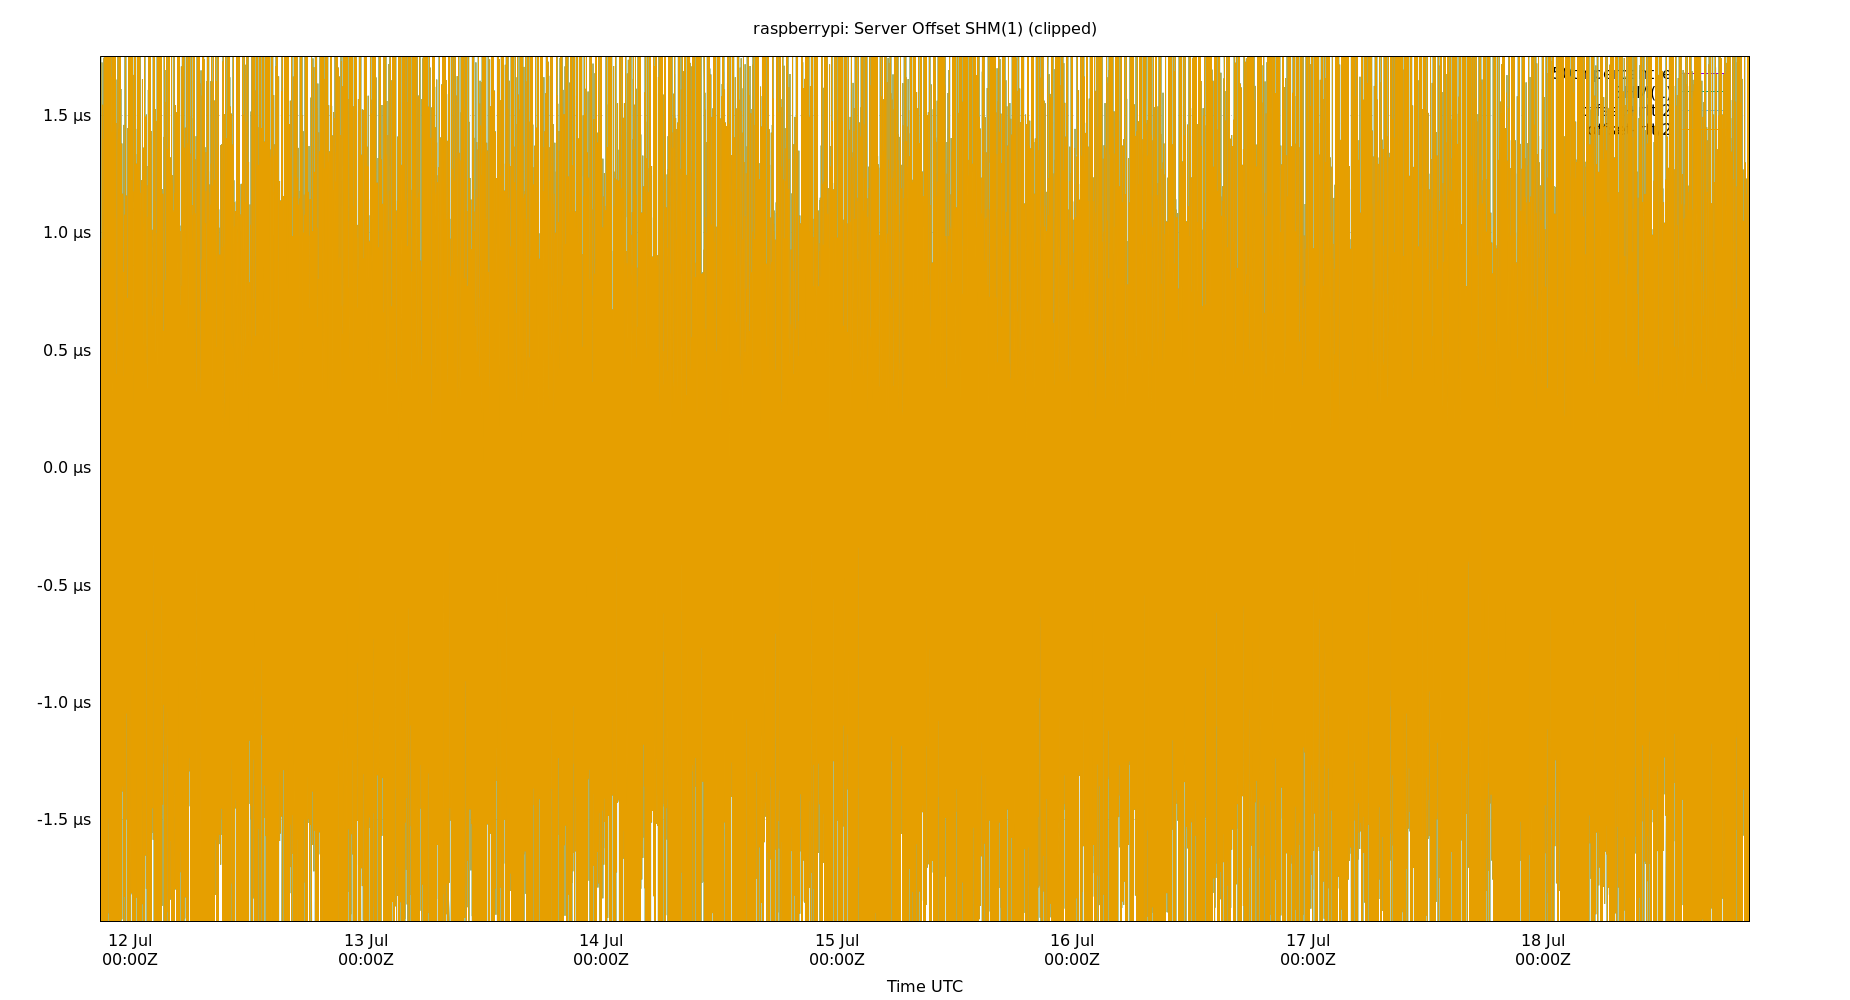 raspberrypi: Server Offset SHM(1) (clipped)
1.5 µs
1.0 µs
0.5 µs
0.0 µs
-0.5 µs
-1.0 µs
-1.5 µs
12 Jul 13 Jul 14 Jul 15 Jul 16 Jul 17 Jul 18 Jul
00:00Z 00:00Z 00:00Z 00:00Z 00:00Z 00:00Z 00:00Z
Time UTC